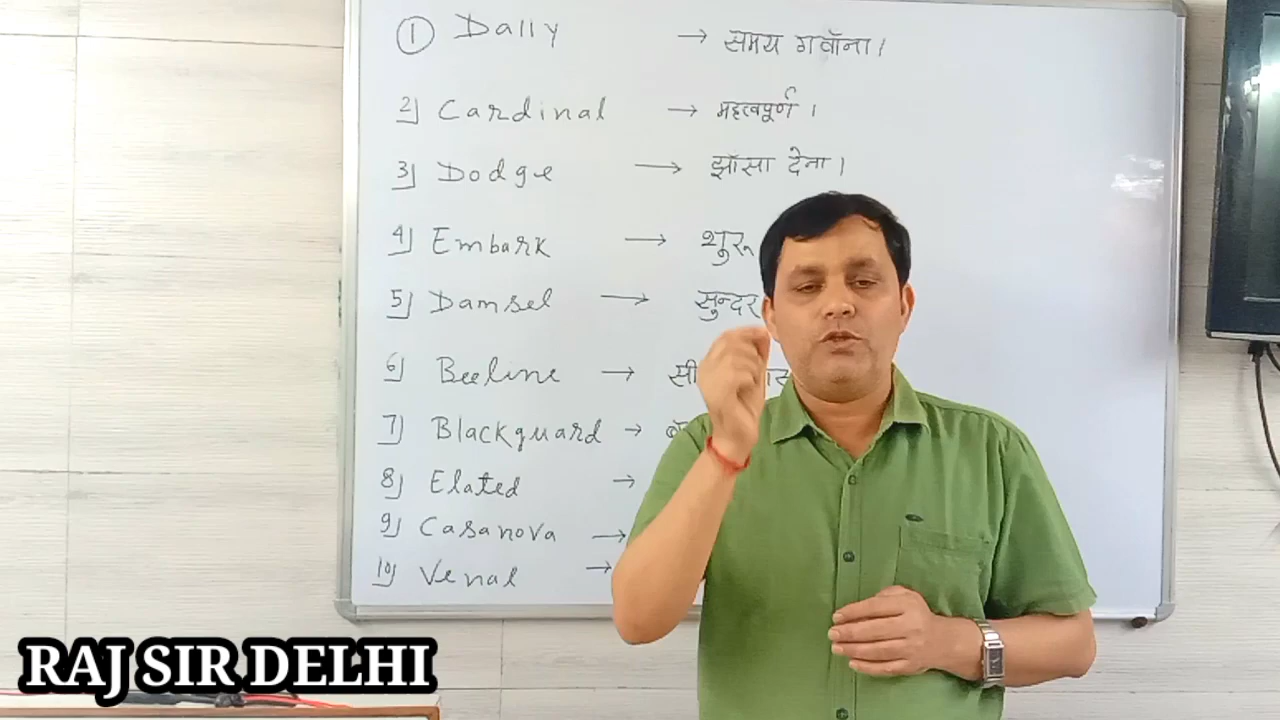 ① Dally → समय गवॉना।
2) Cardinal → महत्वपूर्ण ।
3) Dodge → झाँसा देना।
4) Embark → शुरू
5) Damsel → सुन्दर
6) Beeline → सी
7) Blackguard →
8) Elated →
9) Casanova →
10) Venal →
RAJ SIR DELHI